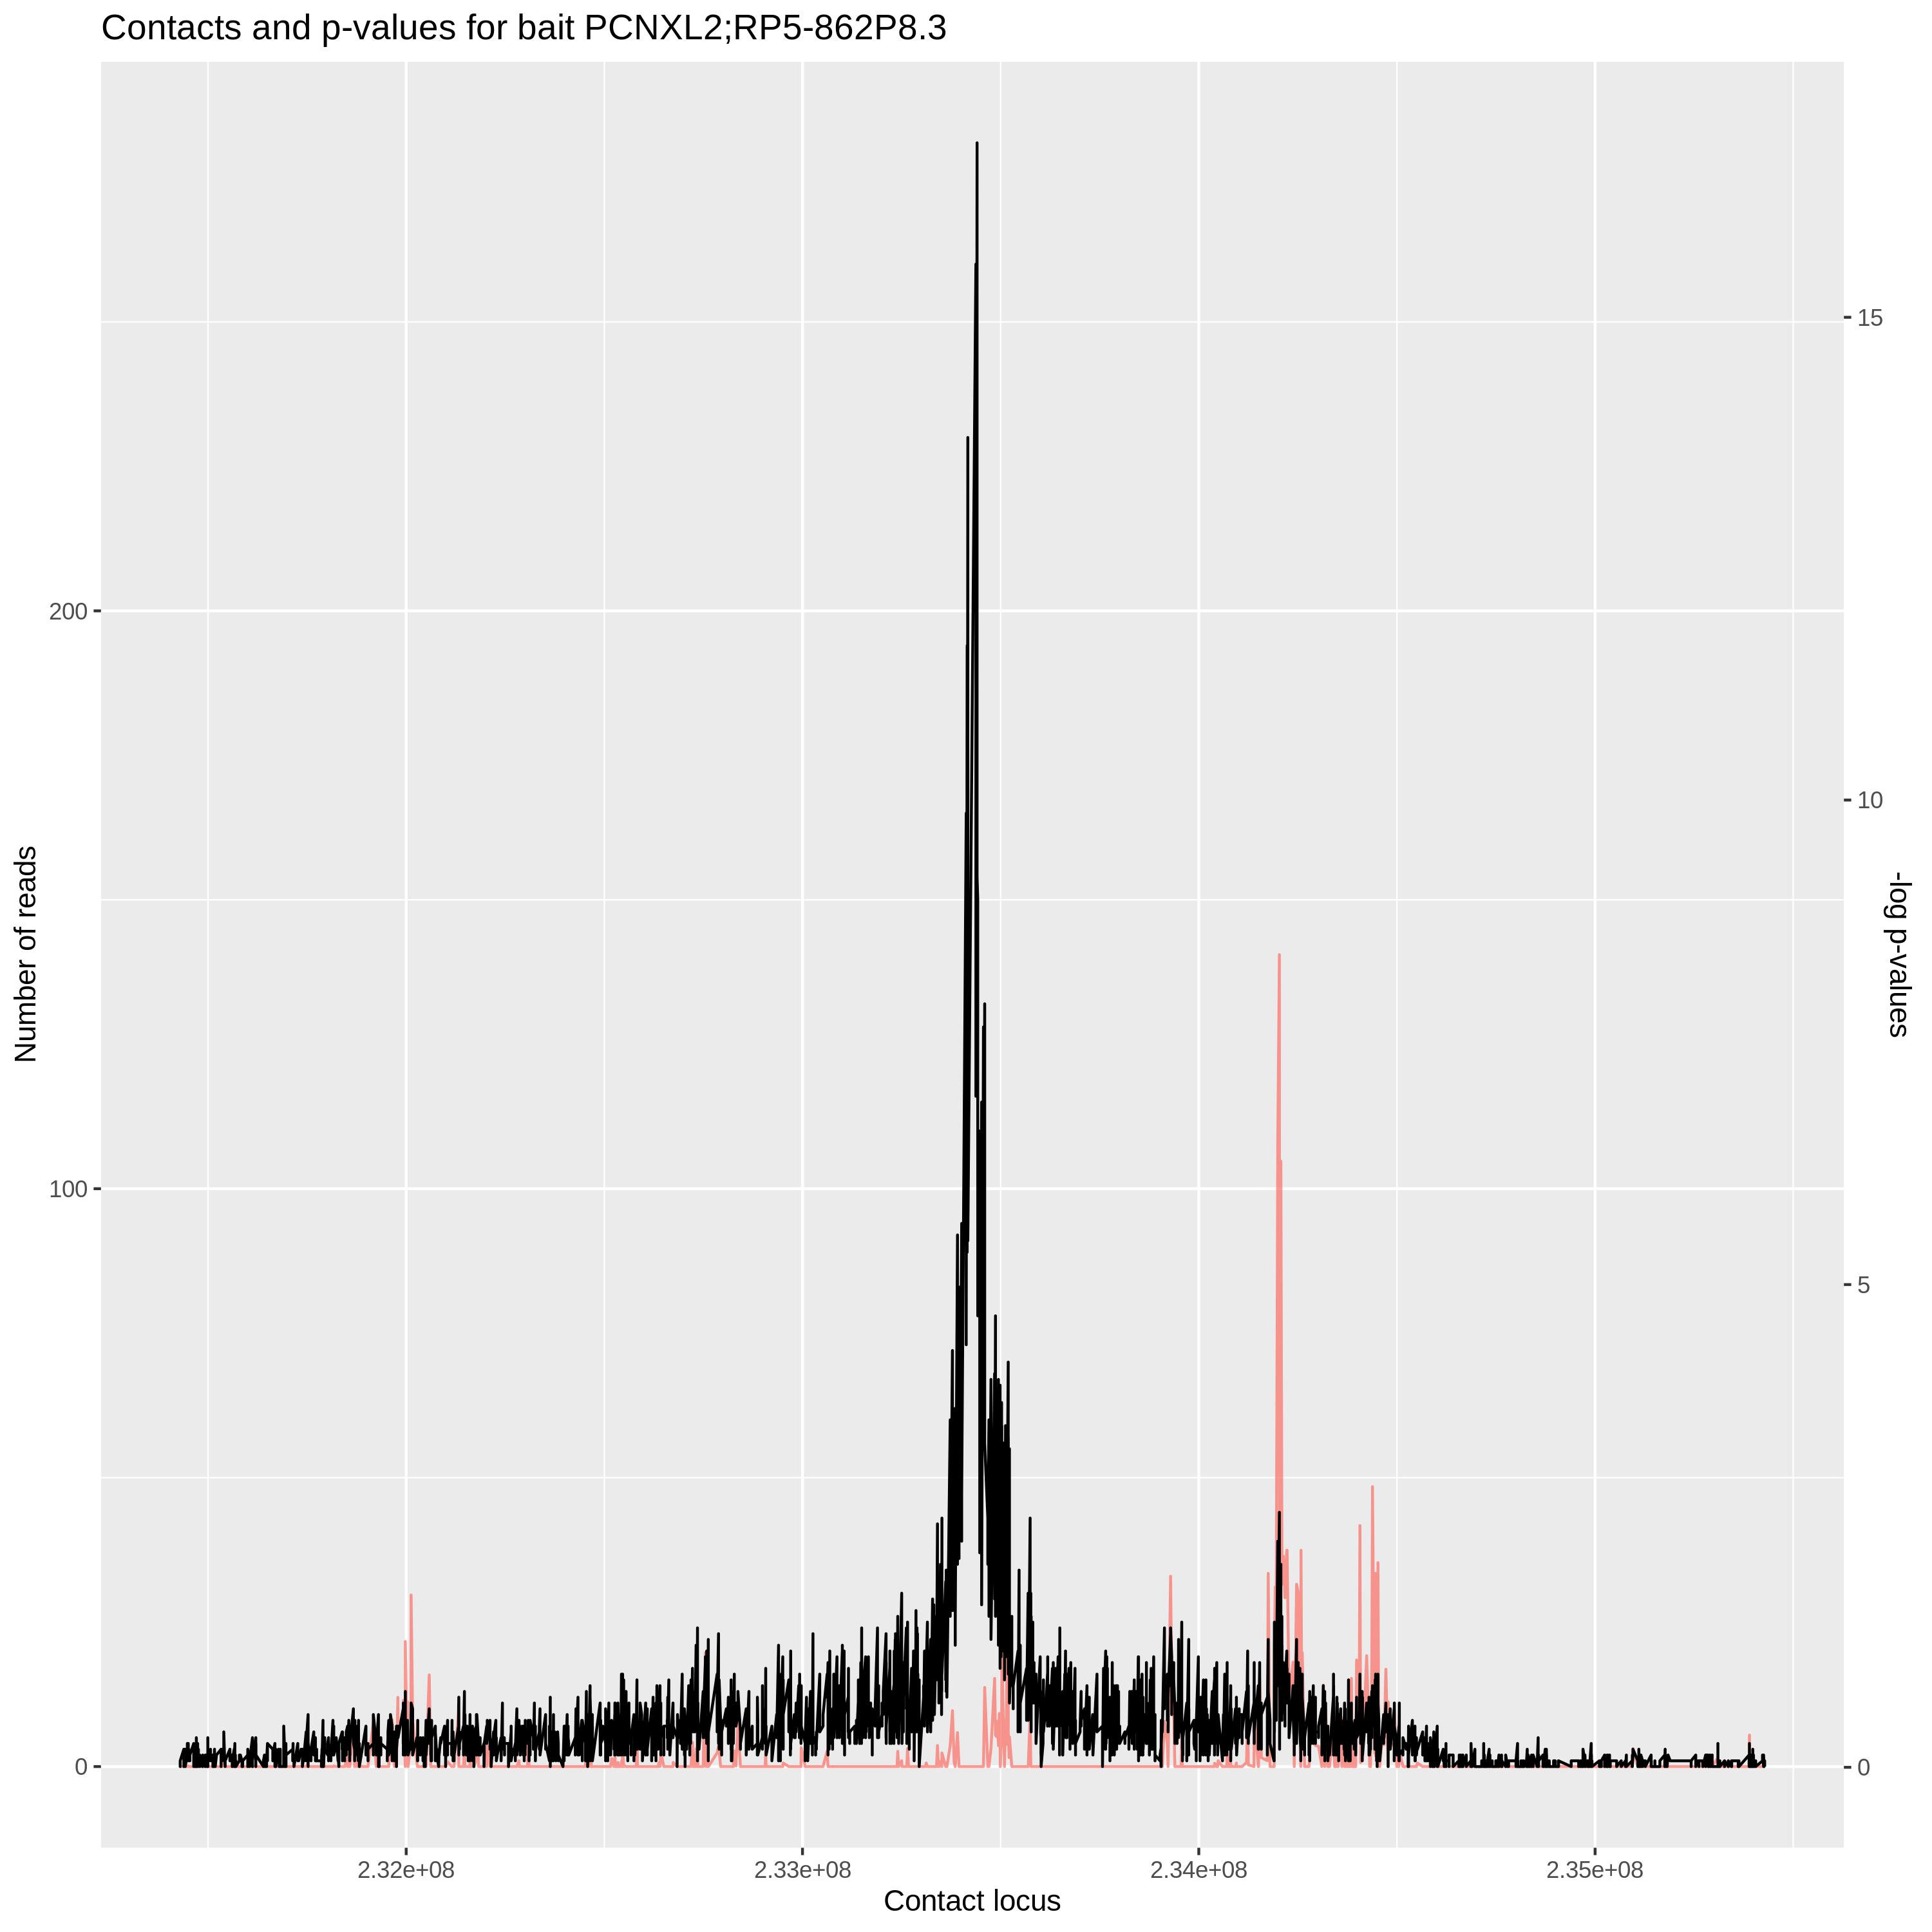 Contacts and p-values for bait PCNXL2;RP5-862P8.3
Number of reads
200
100
0
15
10
5
0
-log p-values
2.32e+08
2.33e+08
2.34e+08
2.35e+08
Contact locus